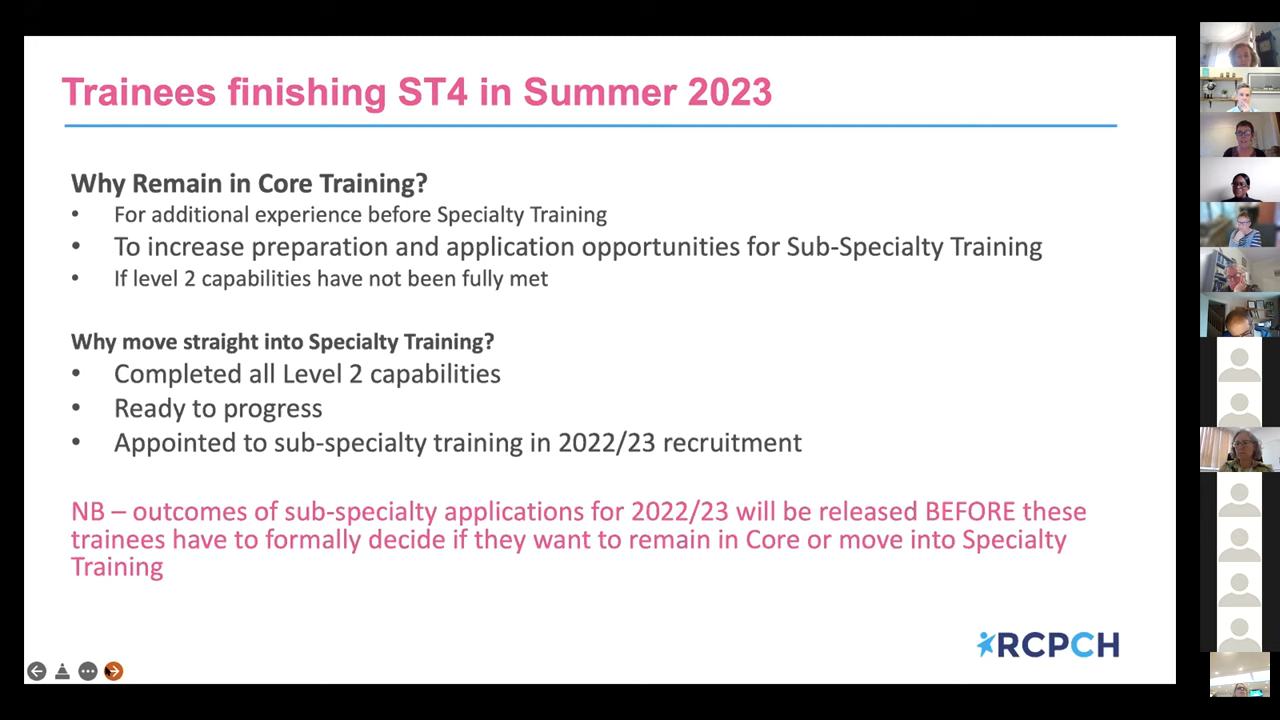 Trainees finishing ST4 in Summer 2023
Why Remain in Core Training?
• For additional experience before Specialty Training
• To increase preparation and application opportunities for Sub-Specialty Training
• If level 2 capabilities have not been fully met
Why move straight into Specialty Training?
• Completed all Level 2 capabilities
• Ready to progress
• Appointed to sub-specialty training in 2022/23 recruitment
NB – outcomes of sub-specialty applications for 2022/23 will be released BEFORE these
trainees have to formally decide if they want to remain in Core or move into Specialty
Training
RCPCH